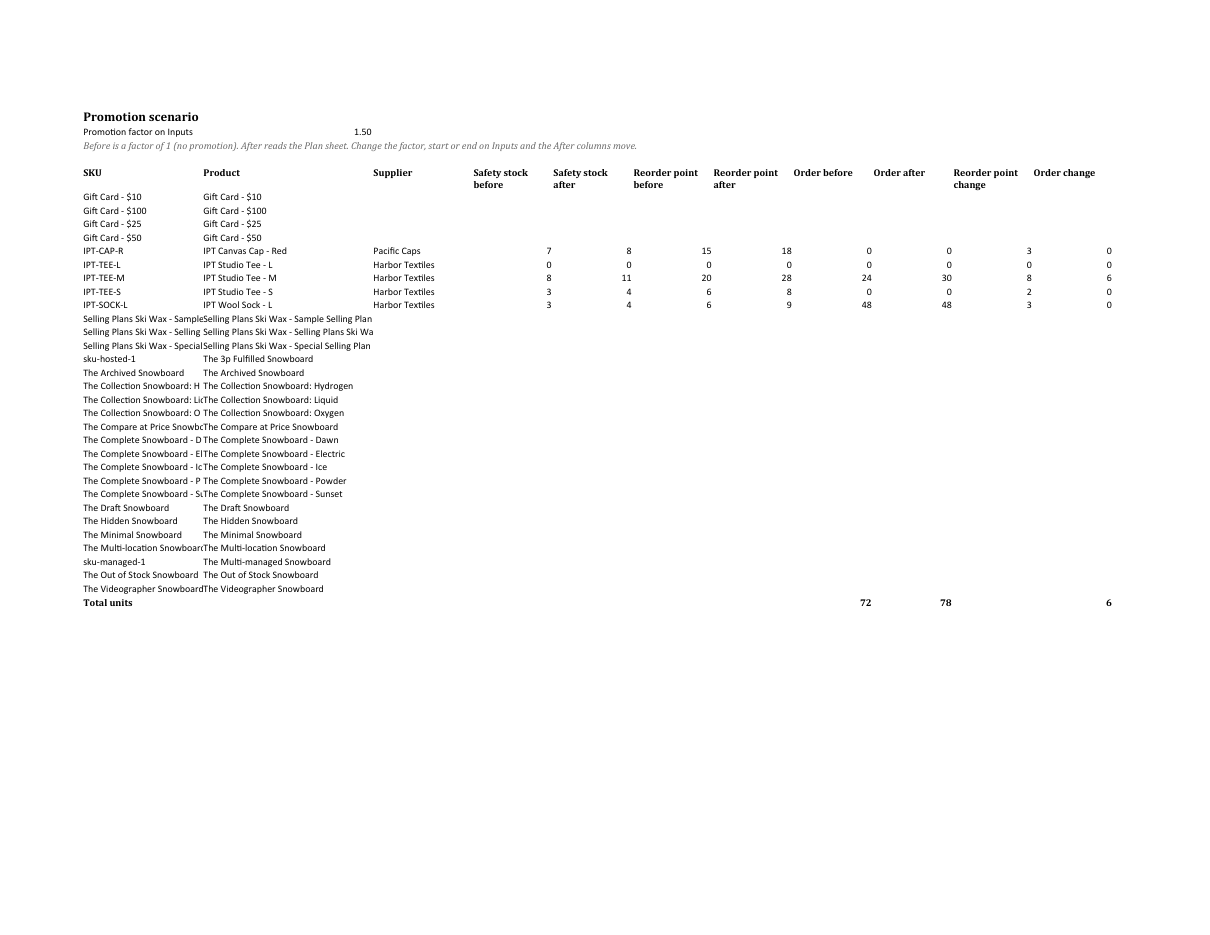 Promotion scenario
Promotion factor on Inputs 1.50
Before is a factor of 1 (no promotion). After reads the Plan sheet. Change the factor, start or end on Inputs and the After columns move.
SKU Product Supplier Safety stock before Safety stock after Reorder point before Reorder point after Order before Order after Reorder point change Order change
Gift Card - $10 Gift Card - $10
Gift Card - $100 Gift Card - $100
Gift Card - $25 Gift Card - $25
Gift Card - $50 Gift Card - $50
IPT-CAP-R IPT Canvas Cap - Red Pacific Caps 7 8 15 18 0 0 3 0
IPT-TEE-L IPT Studio Tee - L Harbor Textiles 0 0 0 0 0 0 0 0
IPT-TEE-M IPT Studio Tee - M Harbor Textiles 8 11 20 28 24 30 8 6
IPT-TEE-S IPT Studio Tee - S Harbor Textiles 3 4 6 8 0 0 2 0
IPT-SOCK-L IPT Wool Sock - L Harbor Textiles 3 4 6 9 48 48 3 0
Selling Plans Ski Wax - Sample Selling Plans Ski Wax - Sample Selling Plan
Selling Plans Ski Wax - Selling Selling Plans Ski Wax - Selling Plans Ski Wa
Selling Plans Ski Wax - Special Selling Plans Ski Wax - Special Selling Plan
sku-hosted-1 The 3p Fulfilled Snowboard
The Archived Snowboard The Archived Snowboard
The Collection Snowboard: H The Collection Snowboard: Hydrogen
The Collection Snowboard: Lic The Collection Snowboard: Liquid
The Collection Snowboard: O The Collection Snowboard: Oxygen
The Compare at Price Snowbo The Compare at Price Snowboard
The Complete Snowboard - D The Complete Snowboard - Dawn
The Complete Snowboard - El The Complete Snowboard - Electric
The Complete Snowboard - Ic The Complete Snowboard - Ice
The Complete Snowboard - P The Complete Snowboard - Powder
The Complete Snowboard - Su The Complete Snowboard - Sunset
The Draft Snowboard The Draft Snowboard
The Hidden Snowboard The Hidden Snowboard
The Minimal Snowboard The Minimal Snowboard
The Multi-location Snowboard The Multi-location Snowboard
sku-managed-1 The Multi-managed Snowboard
The Out of Stock Snowboard The Out of Stock Snowboard
The Videographer Snowboard The Videographer Snowboard
Total units 72 78 6